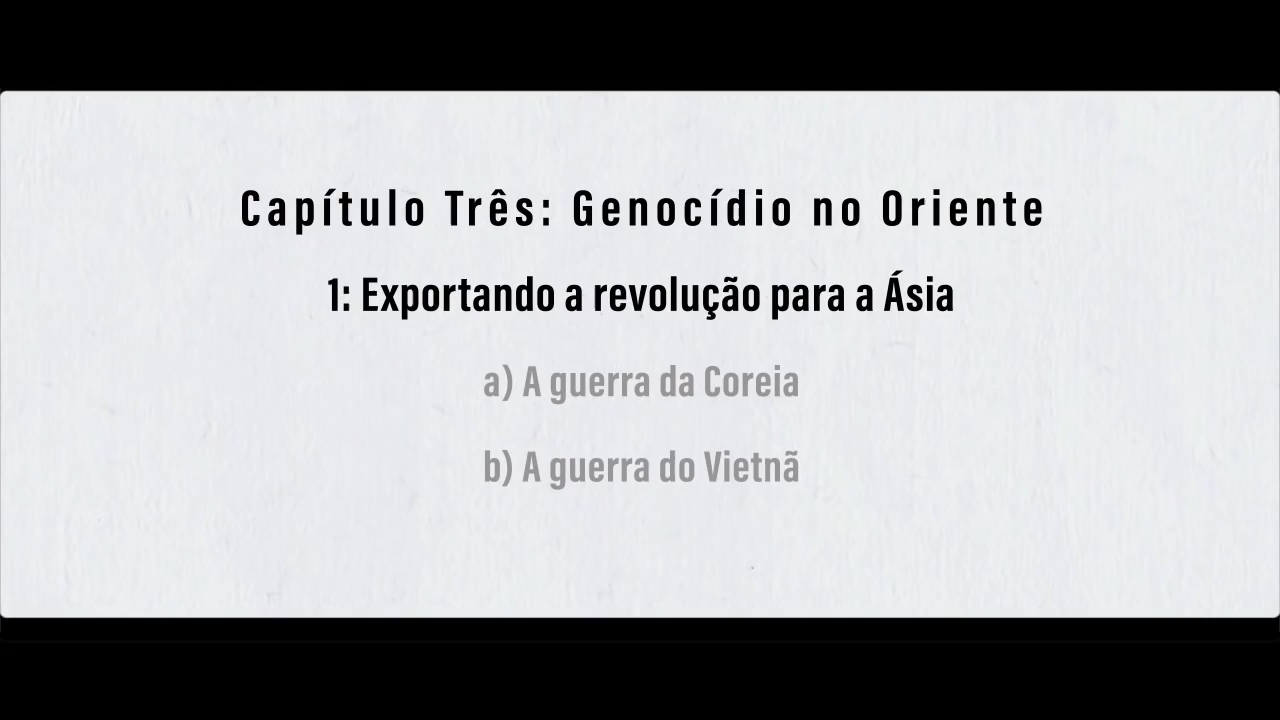 Capítulo Três: Genocídio no Oriente
1: Exportando a revolução para a Ásia
a) A guerra da Coreia
b) A guerra do Vietnã